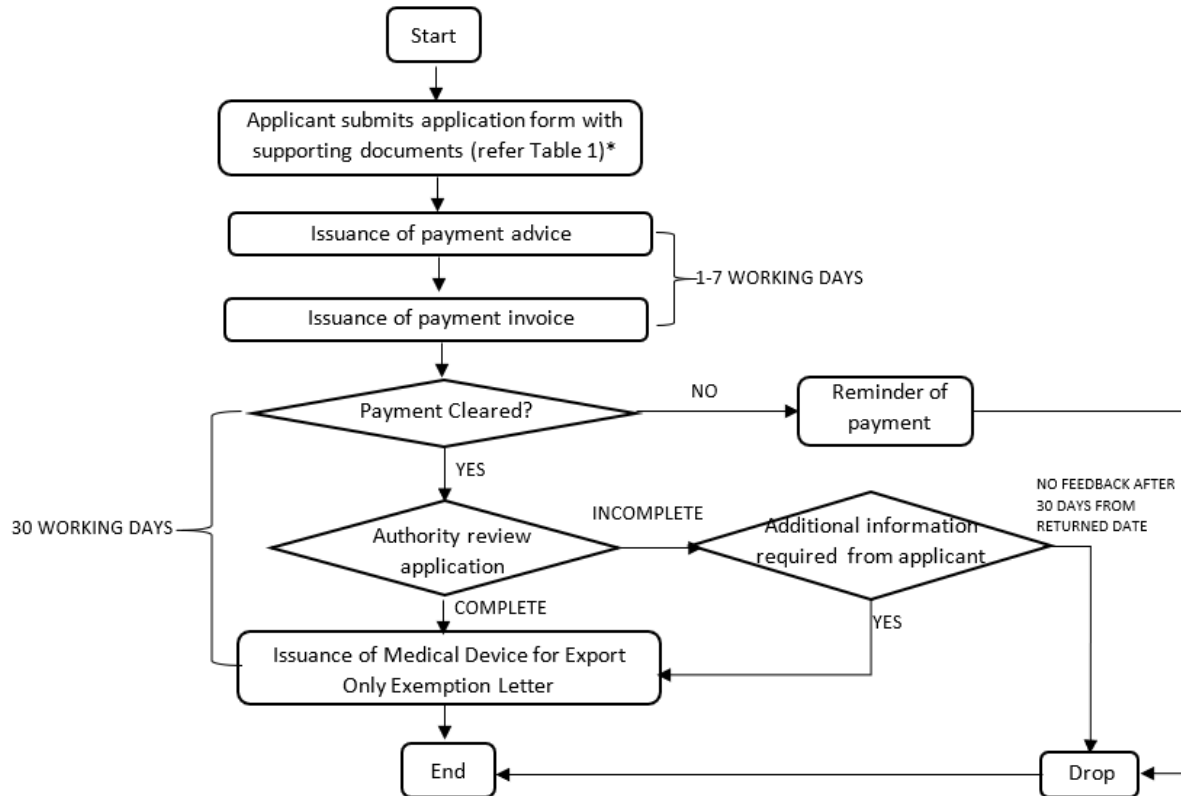 Start
Applicant submits application form with
supporting documents (refer Table 1)*
Issuance of payment advice
1-7 WORKING DAYS
Issuance of payment invoice
Payment Cleared?
NO
Reminder of
payment
YES
30 WORKING DAYS
Authority review
application
INCOMPLETE
Additional information
required from applicant
NO FEEDBACK AFTER
30 DAYS FROM
RETURNED DATE
COMPLETE
YES
Issuance of Medical Device for Export
Only Exemption Letter
End
Drop